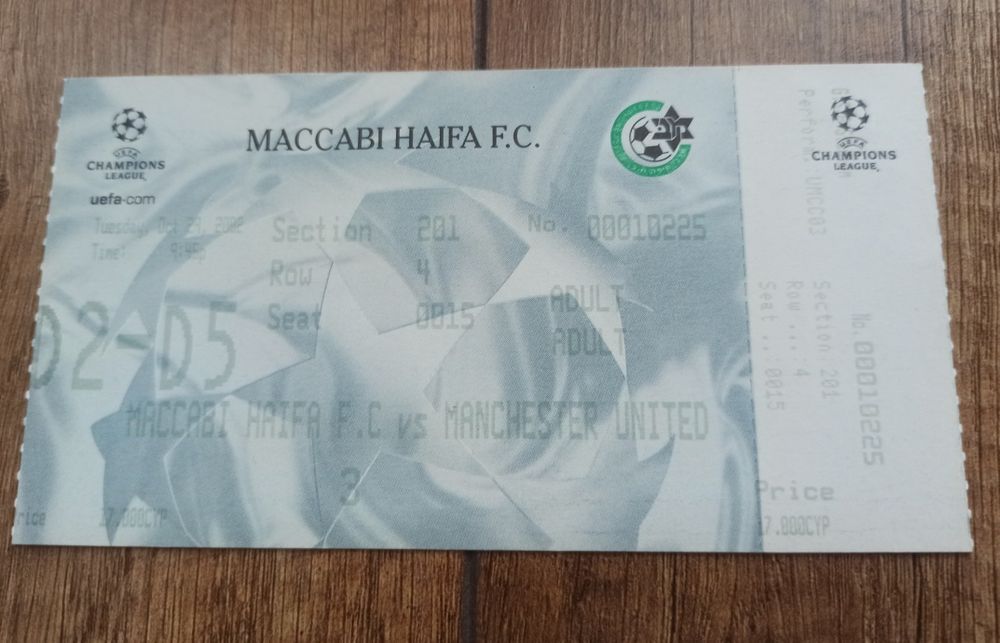 UEFA
CHAMPIONS
LEAGUE
uefa.com
MACCABI HAIFA F.C.
Tuesday, Oct 29, 2002
Time: 9:45p
Section 201 No. 00010225
Row 4
Seat 0015
ADULT
ADULT
02-D5
MACCABI HAIFA F.C vs MANCHESTER UNITED
3
rice 17.000CYP
UEFA
CHAMPIONS
LEAGUE
No.00010225
Section:201
Row ..:4
Seat .:0015
Price
17.000CYP